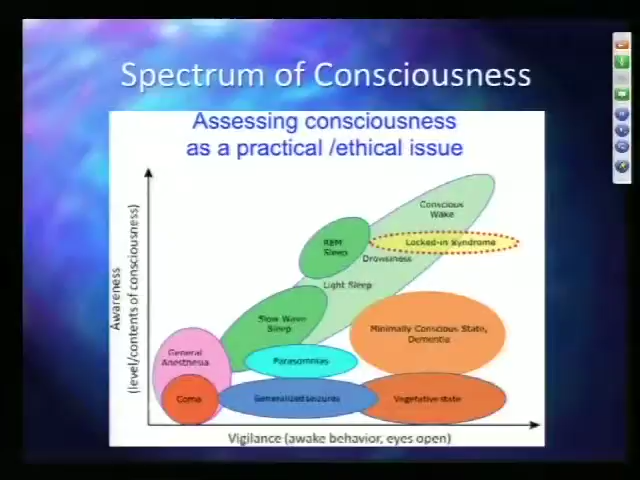 Spectrum of Consciousness
Assessing consciousness
as a practical /ethical issue
Conscious
Wake
REM
Sleep
Locked-in Syndrome
Drowsiness
Light Sleep
Slow Wave
Sleep
Minimally Conscious State,
Dementia
General
Anesthesia
Parasomnias
Coma
Generalized seizures
Vegetative state
Awareness
(level/contents of consciousness)
Vigilance (awake behavior, eyes open)